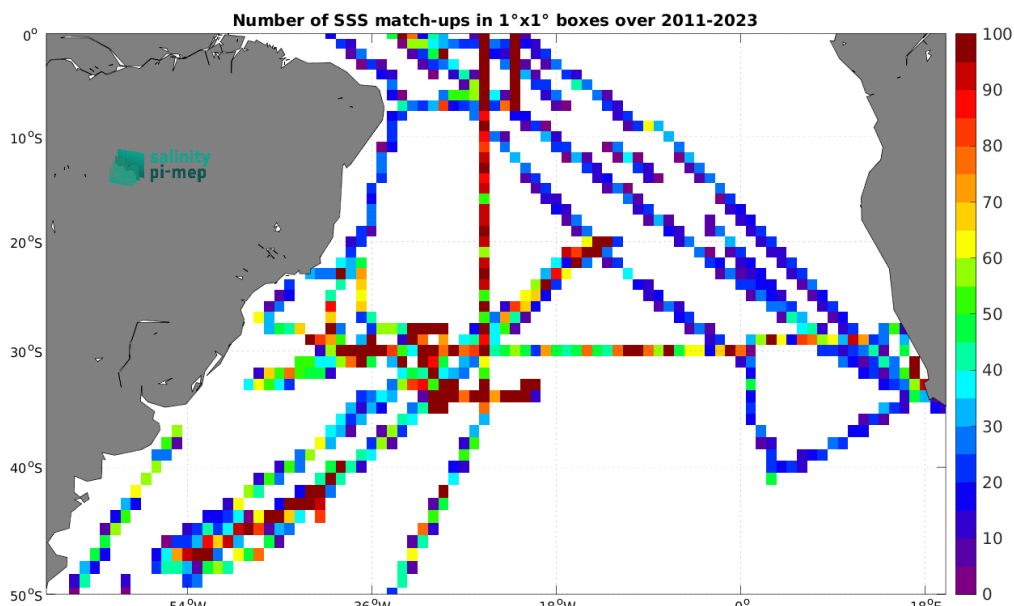 Number of SSS match-ups in 1°x1° boxes over 2011-2023
0°
10°S
20°S
30°S
40°S
50°S
salinity
pi-mep
54°W
36°W
18°W
0°
18°E
100
90
80
70
60
50
40
30
20
10
0